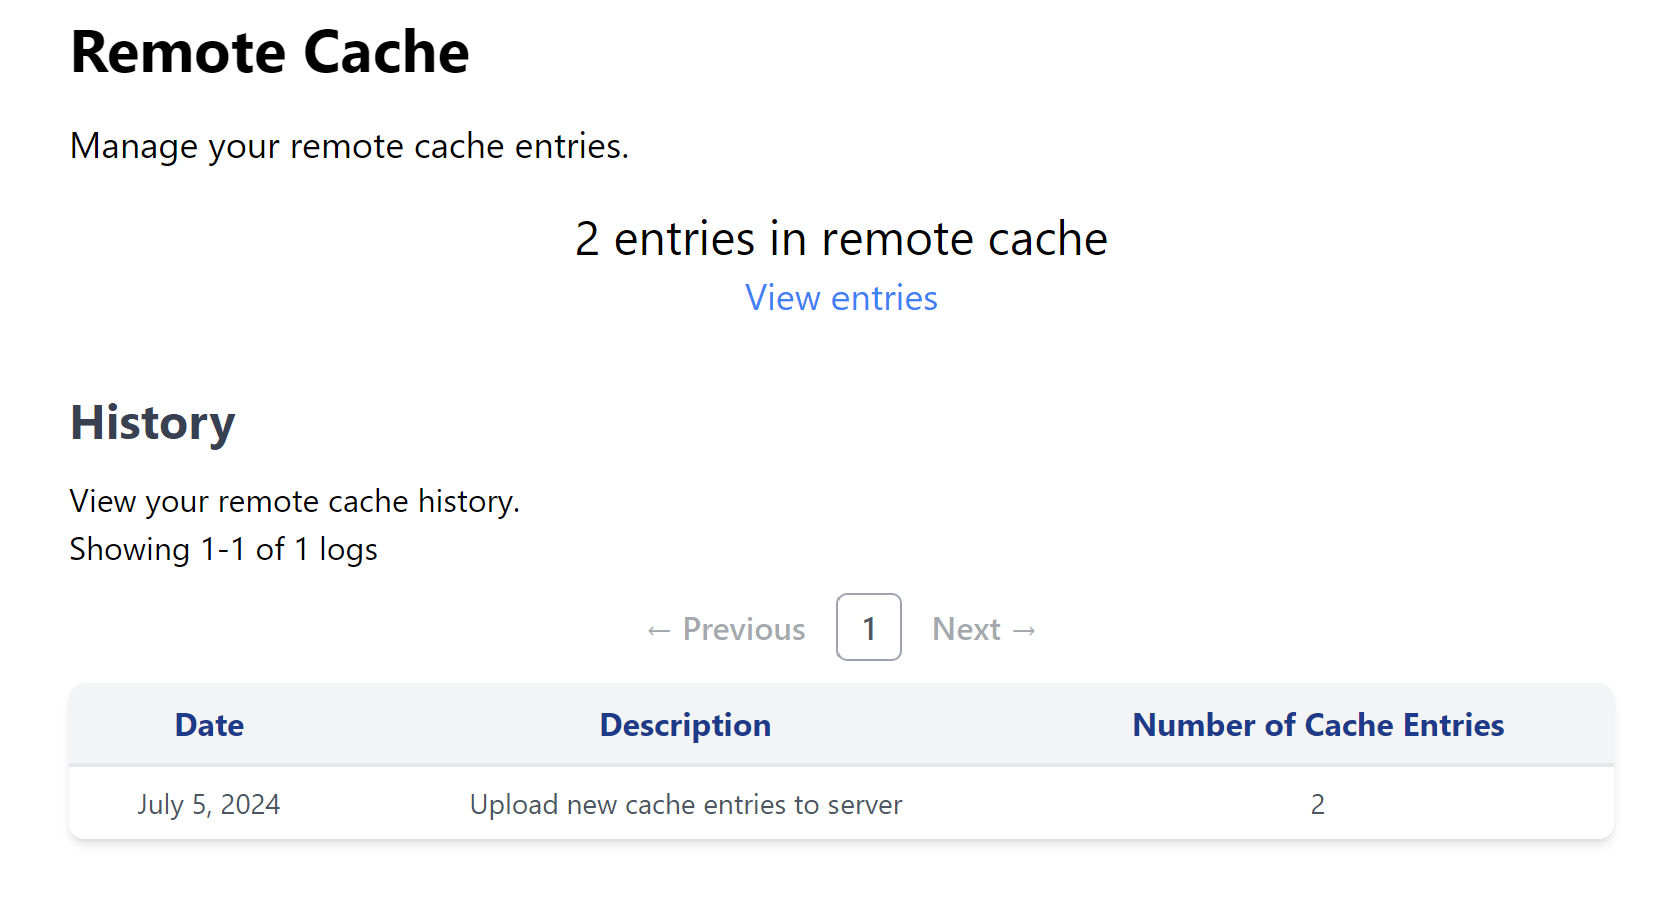 Remote Cache
Manage your remote cache entries.
2 entries in remote cache
View entries
History
View your remote cache history.
Showing 1-1 of 1 logs
← Previous 1 Next →
Date Description Number of Cache Entries
July 5, 2024 Upload new cache entries to server 2